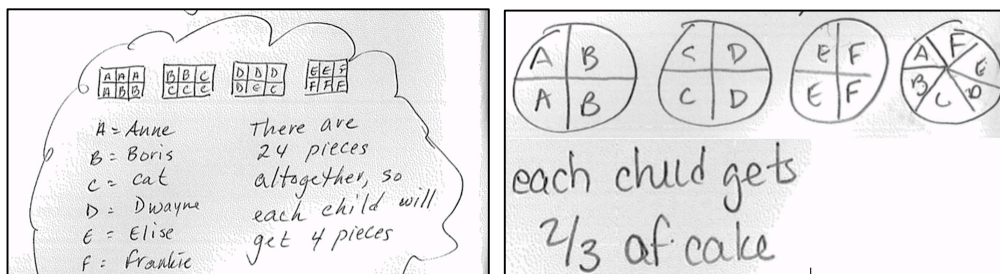 A A A
A B B
B B C
C C C
D D D
D E C
E E F
F F F
A = Anne
B = Boris
C = cat
D = Dwayne
E = Elise
F = Frankie
There are
24 pieces
altogether, so
each child will
get 4 pieces
A B
A B
C D
C D
E F
E F
A F E
B C D
each child gets
2/3 of cake